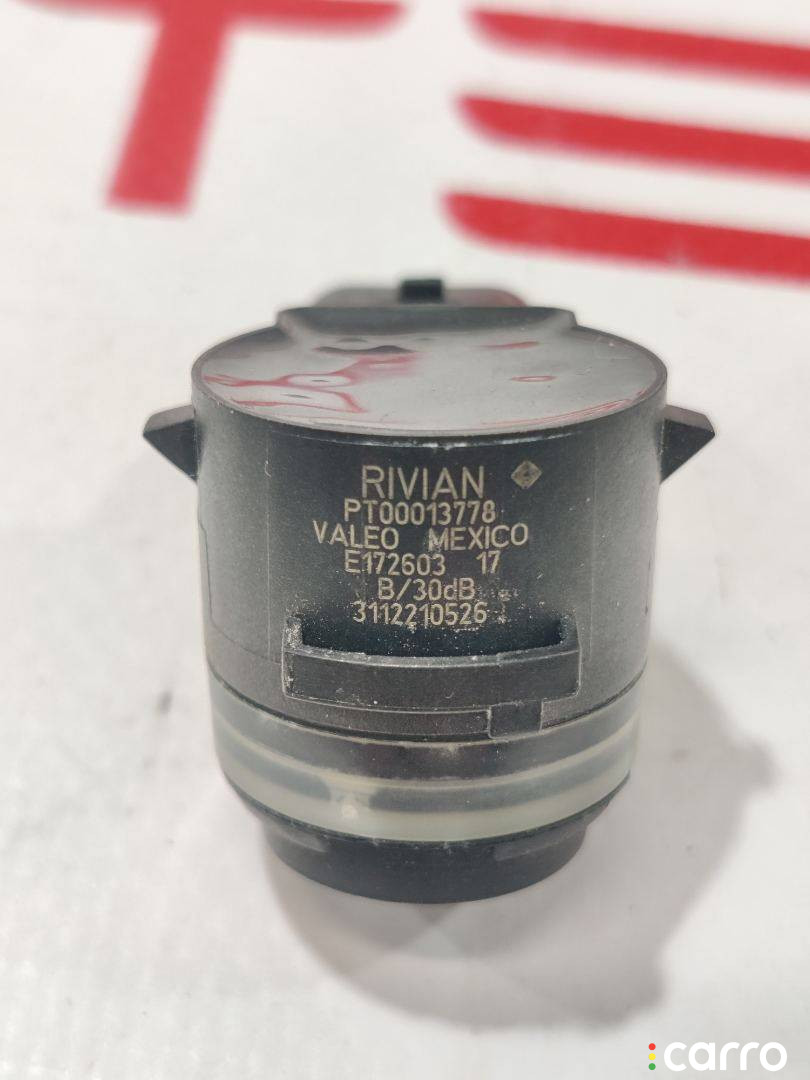 RIVIAN
PT00013778
VALEO MEXICO
E172603 17
B/30dB
3112210526
carro